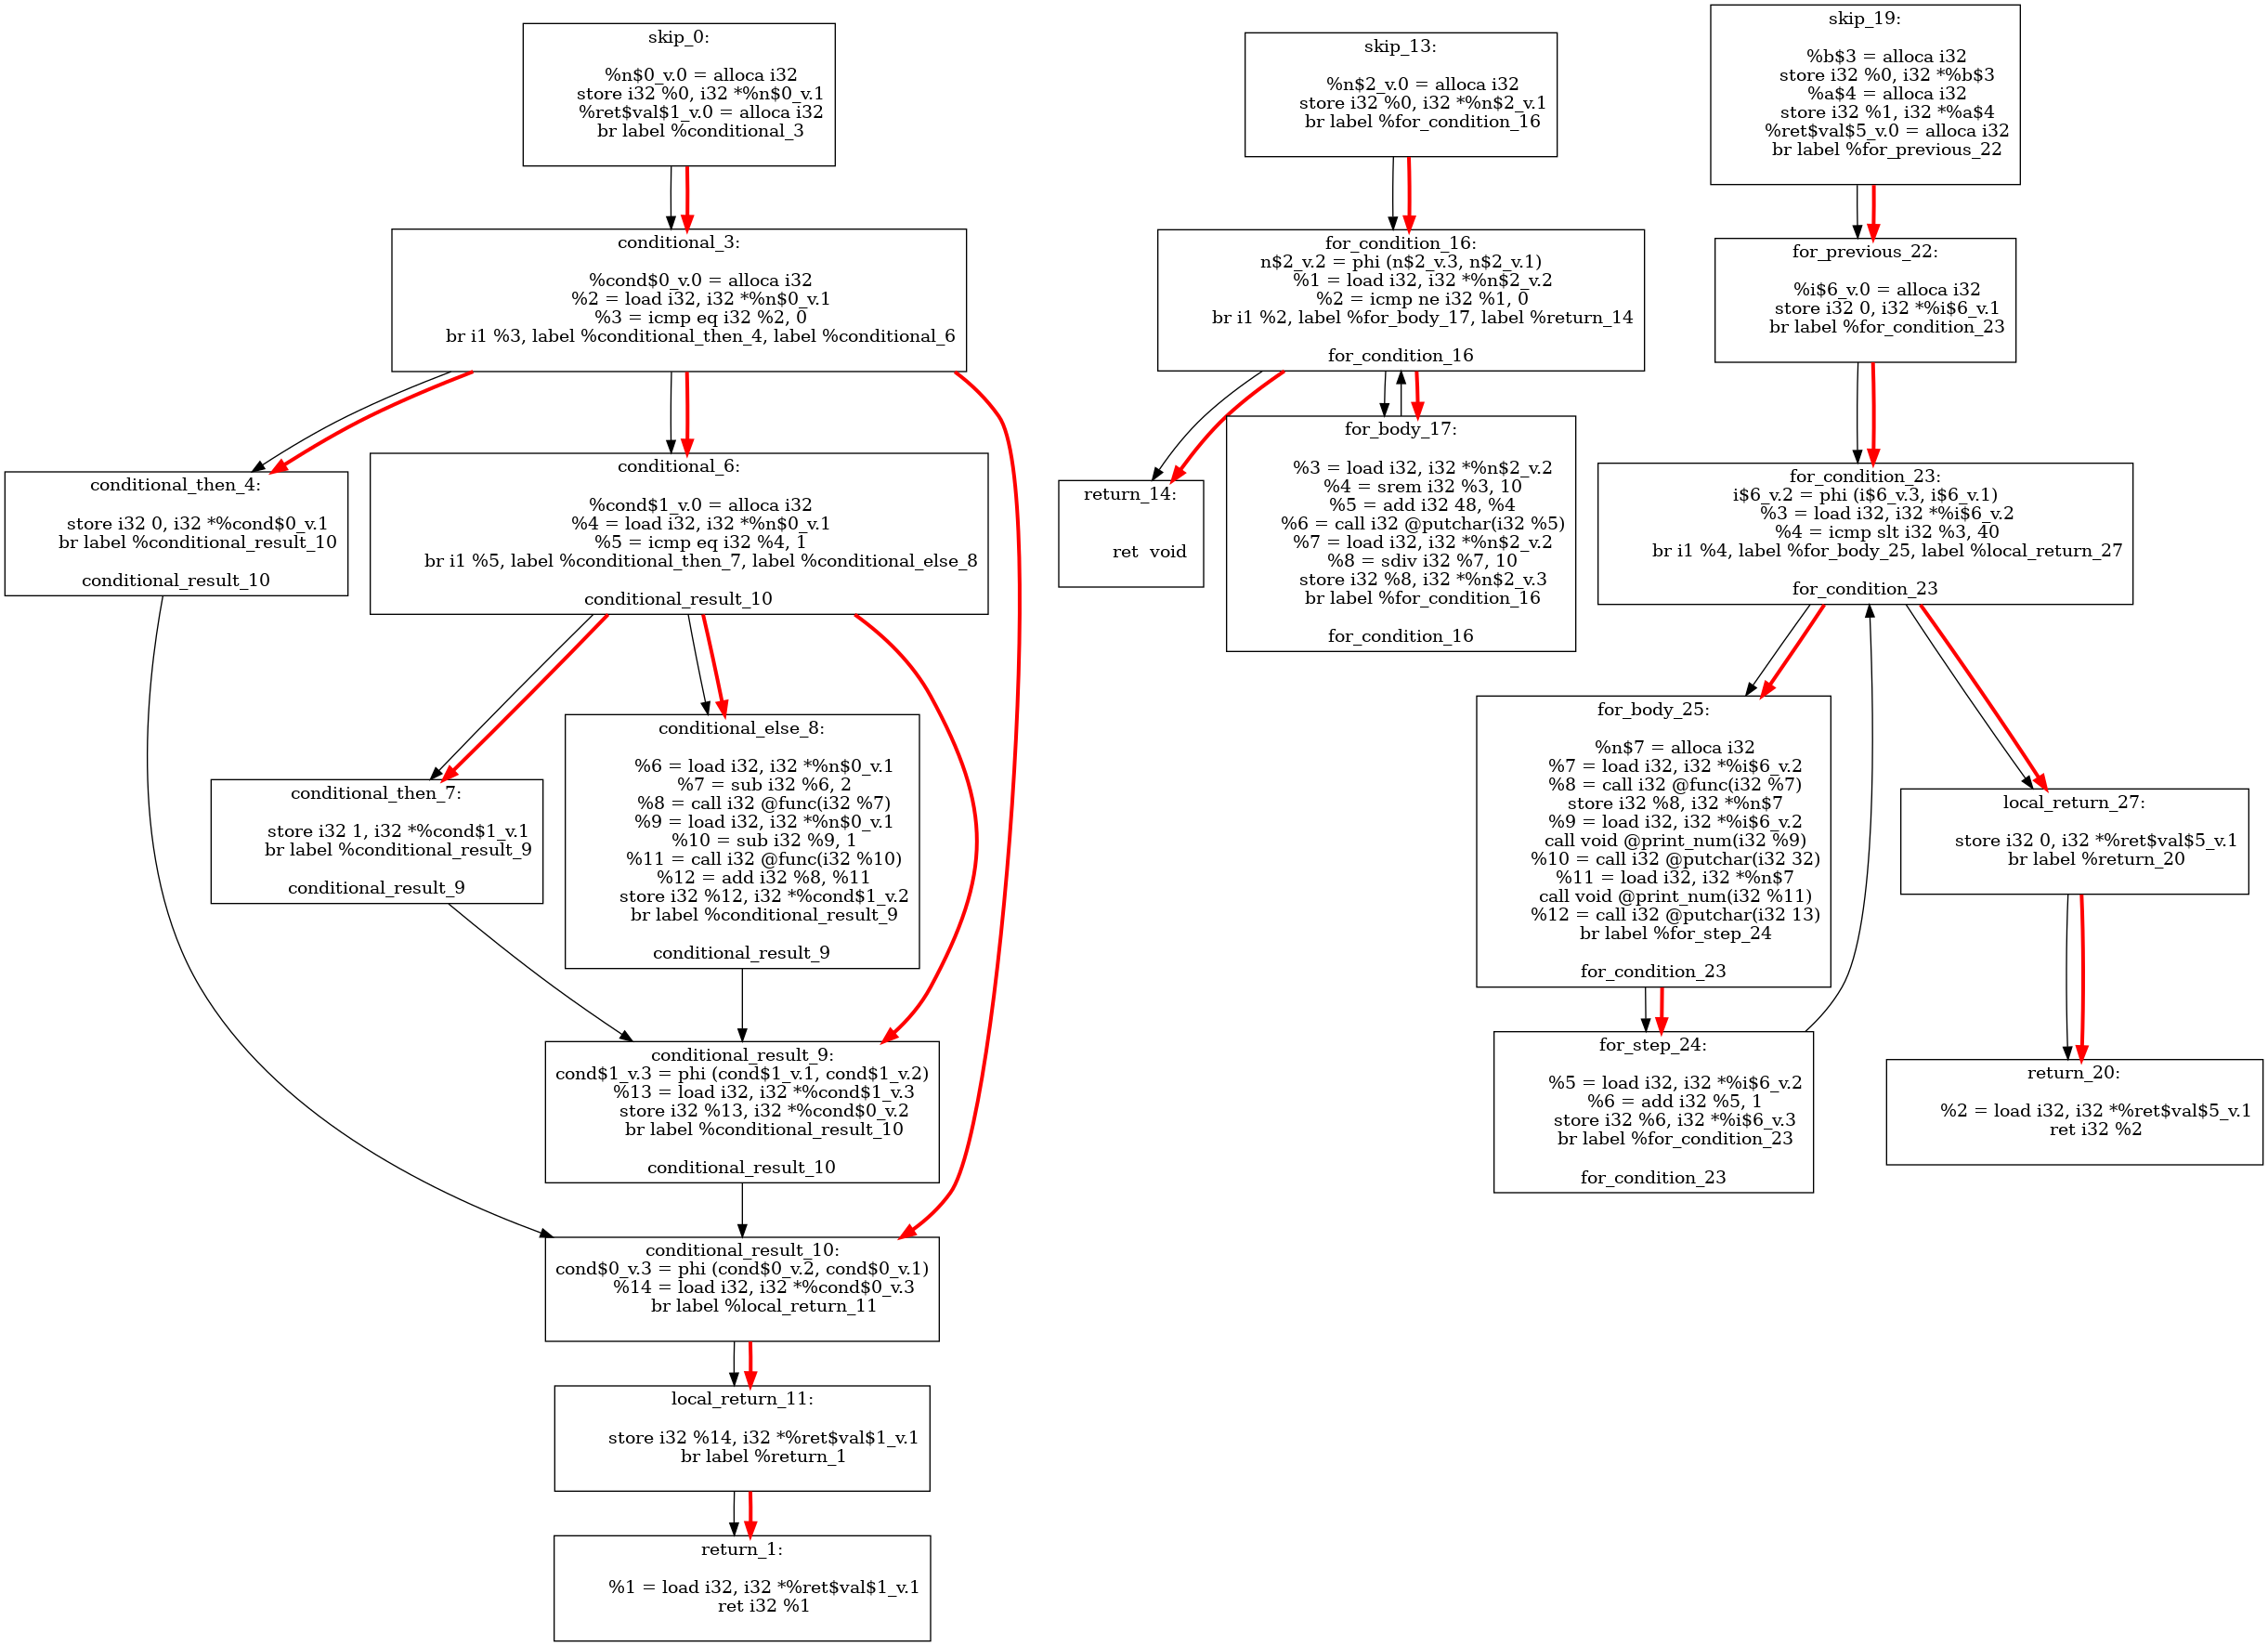 skip_0:
%n$0_v.0 = alloca i32
store i32 %0, i32 *%n$0_v.1
%ret$val$1_v.0 = alloca i32
br label %conditional_3
conditional_3:
%cond$0_v.0 = alloca i32
%2 = load i32, i32 *%n$0_v.1
%3 = icmp eq i32 %2, 0
br i1 %3, label %conditional_then_4, label %conditional_6
conditional_then_4:
store i32 0, i32 *%cond$0_v.1
br label %conditional_result_10
conditional_result_10
conditional_6:
%cond$1_v.0 = alloca i32
%4 = load i32, i32 *%n$0_v.1
%5 = icmp eq i32 %4, 1
br i1 %5, label %conditional_then_7, label %conditional_else_8
conditional_result_10
conditional_then_7:
store i32 1, i32 *%cond$1_v.1
br label %conditional_result_9
conditional_result_9
conditional_else_8:
%6 = load i32, i32 *%n$0_v.1
%7 = sub i32 %6, 2
%8 = call i32 @func(i32 %7)
%9 = load i32, i32 *%n$0_v.1
%10 = sub i32 %9, 1
%11 = call i32 @func(i32 %10)
%12 = add i32 %8, %11
store i32 %12, i32 *%cond$1_v.2
br label %conditional_result_9
conditional_result_9
conditional_result_9:
cond$1_v.3 = phi (cond$1_v.1, cond$1_v.2)
%13 = load i32, i32 *%cond$1_v.3
store i32 %13, i32 *%cond$0_v.2
br label %conditional_result_10
conditional_result_10
conditional_result_10:
cond$0_v.3 = phi (cond$0_v.2, cond$0_v.1)
%14 = load i32, i32 *%cond$0_v.3
br label %local_return_11
local_return_11:
store i32 %14, i32 *%ret$val$1_v.1
br label %return_1
return_1:
%1 = load i32, i32 *%ret$val$1_v.1
ret i32 %1
skip_13:
%n$2_v.0 = alloca i32
store i32 %0, i32 *%n$2_v.1
br label %for_condition_16
for_condition_16:
n$2_v.2 = phi (n$2_v.3, n$2_v.1)
%1 = load i32, i32 *%n$2_v.2
%2 = icmp ne i32 %1, 0
br i1 %2, label %for_body_17, label %return_14
for_condition_16
return_14:
ret  void
for_body_17:
%3 = load i32, i32 *%n$2_v.2
%4 = srem i32 %3, 10
%5 = add i32 48, %4
%6 = call i32 @putchar(i32 %5)
%7 = load i32, i32 *%n$2_v.2
%8 = sdiv i32 %7, 10
store i32 %8, i32 *%n$2_v.3
br label %for_condition_16
for_condition_16
skip_19:
%b$3 = alloca i32
store i32 %0, i32 *%b$3
%a$4 = alloca i32
store i32 %1, i32 *%a$4
%ret$val$5_v.0 = alloca i32
br label %for_previous_22
for_previous_22:
%i$6_v.0 = alloca i32
store i32 0, i32 *%i$6_v.1
br label %for_condition_23
for_condition_23:
i$6_v.2 = phi (i$6_v.3, i$6_v.1)
%3 = load i32, i32 *%i$6_v.2
%4 = icmp slt i32 %3, 40
br i1 %4, label %for_body_25, label %local_return_27
for_condition_23
for_body_25:
%n$7 = alloca i32
%7 = load i32, i32 *%i$6_v.2
%8 = call i32 @func(i32 %7)
store i32 %8, i32 *%n$7
%9 = load i32, i32 *%i$6_v.2
call void @print_num(i32 %9)
%10 = call i32 @putchar(i32 32)
%11 = load i32, i32 *%n$7
call void @print_num(i32 %11)
%12 = call i32 @putchar(i32 13)
br label %for_step_24
for_condition_23
for_step_24:
%5 = load i32, i32 *%i$6_v.2
%6 = add i32 %5, 1
store i32 %6, i32 *%i$6_v.3
br label %for_condition_23
for_condition_23
local_return_27:
store i32 0, i32 *%ret$val$5_v.1
br label %return_20
return_20:
%2 = load i32, i32 *%ret$val$5_v.1
ret i32 %2